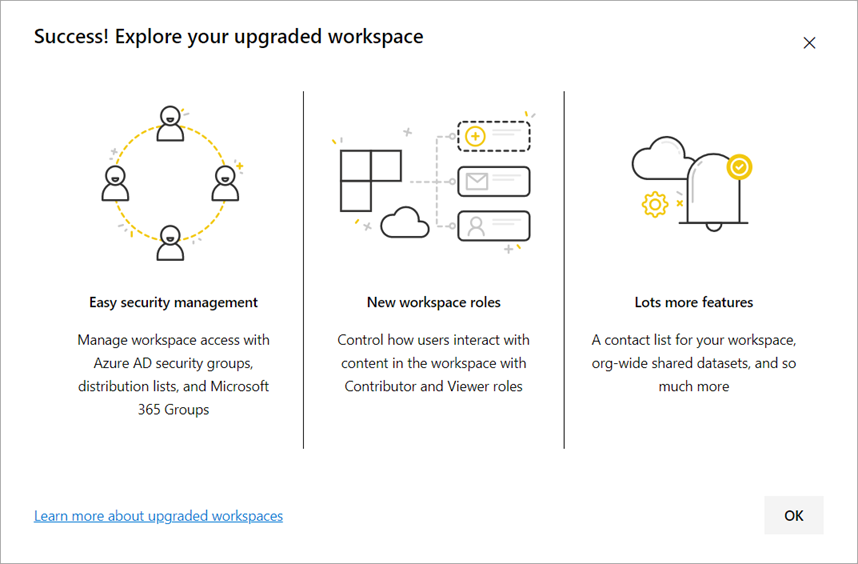 Success! Explore your upgraded workspace
Easy security management
Manage workspace access with
Azure AD security groups,
distribution lists, and Microsoft
365 Groups
New workspace roles
Control how users interact with
content in the workspace with
Contributor and Viewer roles
Lots more features
A contact list for your workspace,
org-wide shared datasets, and so
much more
Learn more about upgraded workspaces
OK